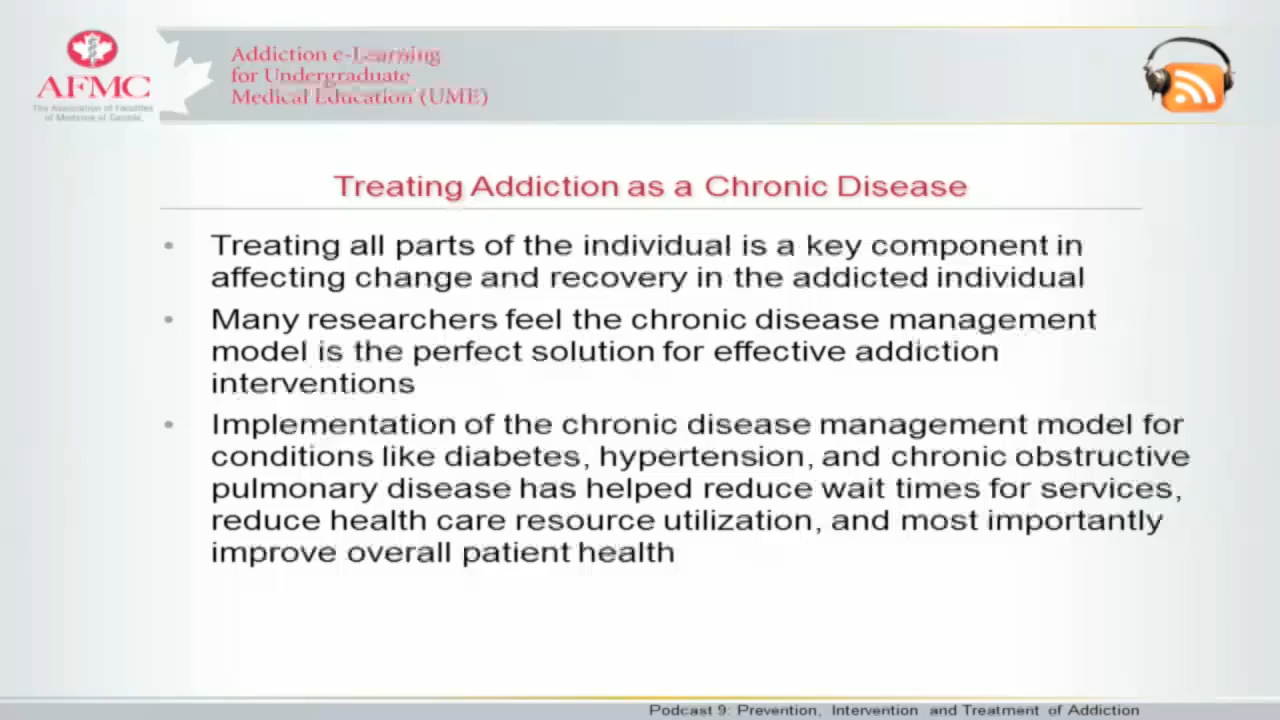 AFMC
The Association of Faculties
of Medicine of Canada,
Addiction e-Learning
for Undergraduate
Medical Education (UME)
Treating Addiction as a Chronic Disease
• Treating all parts of the individual is a key component in
affecting change and recovery in the addicted individual
• Many researchers feel the chronic disease management
model is the perfect solution for effective addiction
interventions
• Implementation of the chronic disease management model for
conditions like diabetes, hypertension, and chronic obstructive
pulmonary disease has helped reduce wait times for services,
reduce health care resource utilization, and most importantly
improve overall patient health
Podcast 9: Prevention, Intervention and Treatment of Addiction